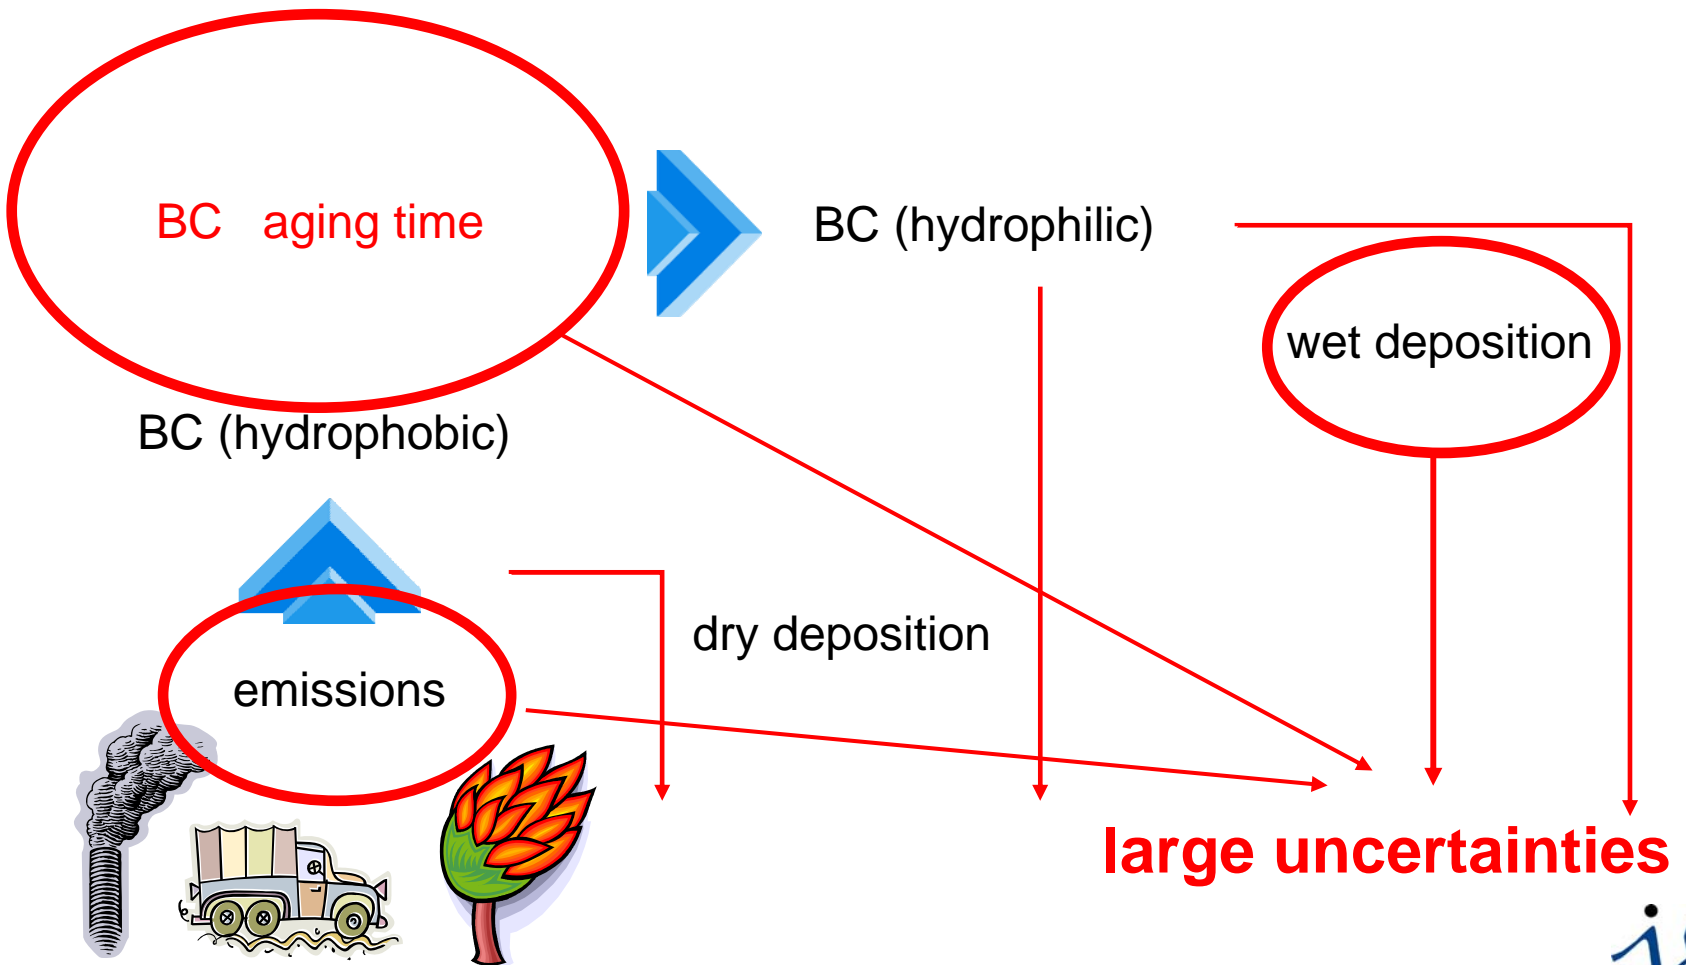 BC aging time
BC (hydrophilic)
wet deposition
BC (hydrophobic)
dry deposition
emissions
large uncertainties